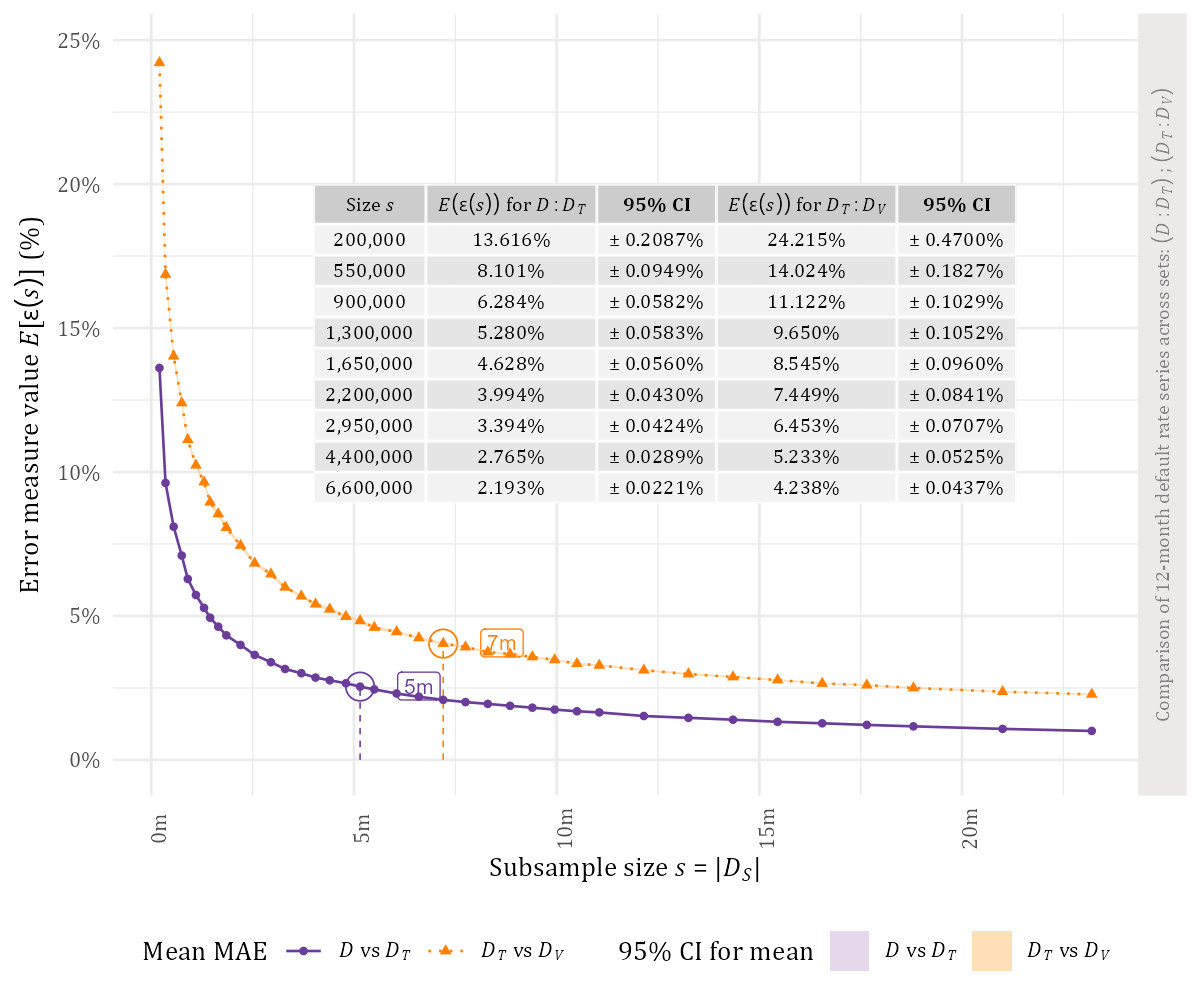 25%
20%
15%
10%
5%
0%
Error measure value E[ε(s)] (%)
Size s E(ε(s)) for D : D_T 95% CI E(ε(s)) for D_T : D_V 95% CI
200,000 13.616% ± 0.2087% 24.215% ± 0.4700%
550,000 8.101% ± 0.0949% 14.024% ± 0.1827%
900,000 6.284% ± 0.0582% 11.122% ± 0.1029%
1,300,000 5.280% ± 0.0583% 9.650% ± 0.1052%
1,650,000 4.628% ± 0.0560% 8.545% ± 0.0960%
2,200,000 3.994% ± 0.0430% 7.449% ± 0.0841%
2,950,000 3.394% ± 0.0424% 6.453% ± 0.0707%
4,400,000 2.765% ± 0.0289% 5.233% ± 0.0525%
6,600,000 2.193% ± 0.0221% 4.238% ± 0.0437%
7m
5m
Comparison of 12-month default rate series across sets: (D : D_T) ; (D_T : D_V)
0m 5m 10m 15m 20m
Subsample size s = |D_S|
Mean MAE D vs D_T D_T vs D_V 95% CI for mean D vs D_T D_T vs D_V